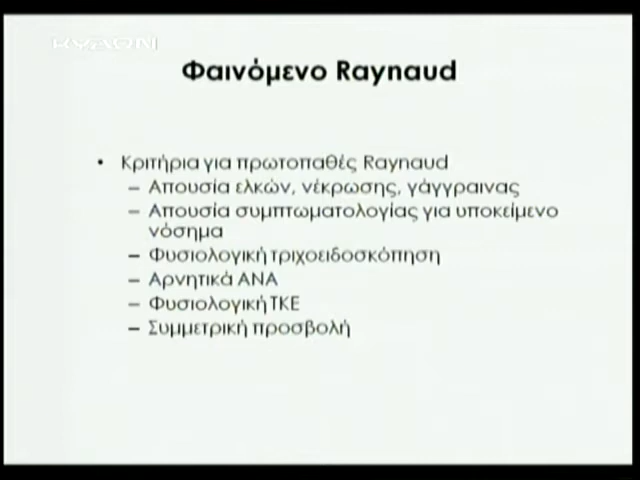 ΚΥΔΩΝ
Φαινόμενο Raynaud
• Κριτήρια για πρωτοπαθές Raynaud
– Απουσία ελκών, νέκρωσης, γάγγραινας
– Απουσία συμπτωματολογίας για υποκείμενο
νόσημα
– Φυσιολογική τριχοειδοσκόπηση
– Αρνητικά ΑΝΑ
– Φυσιολογική ΤΚΕ
– Συμμετρική προσβολή